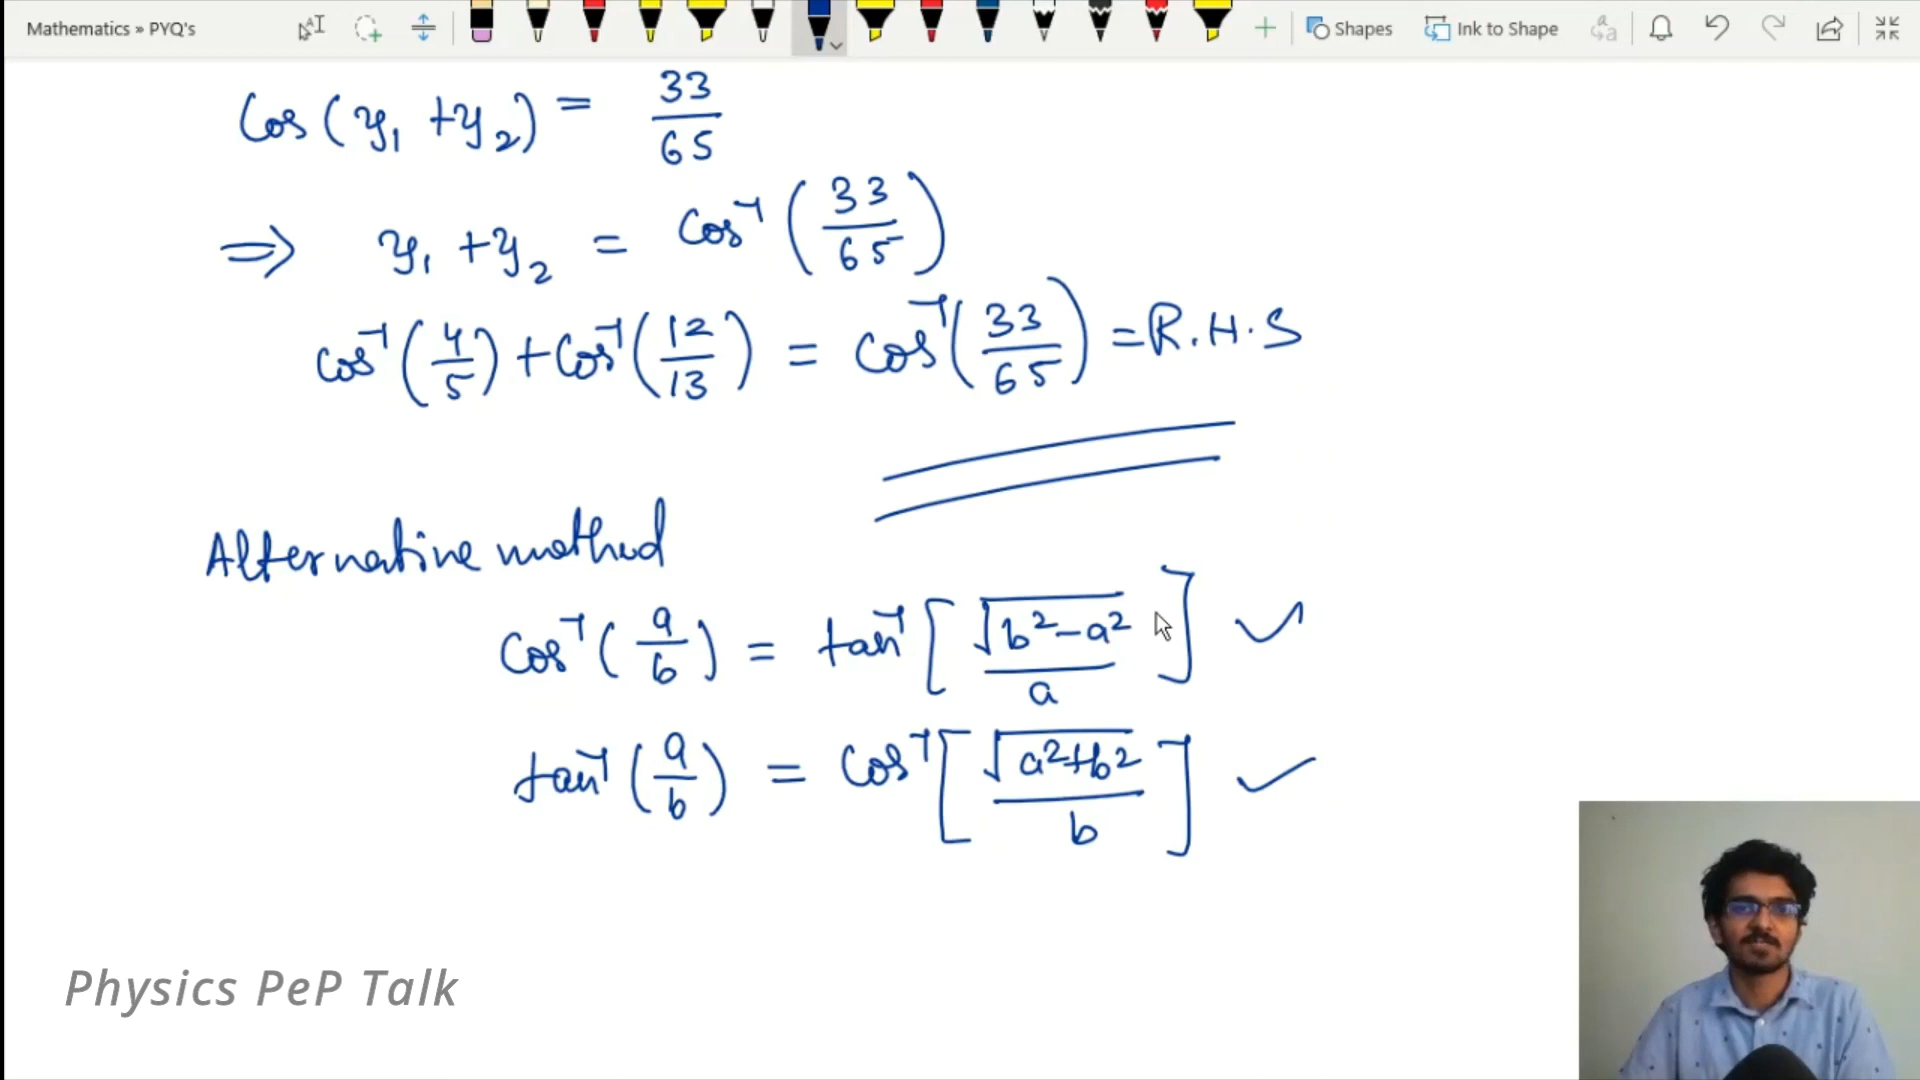 Mathematics » PYQ's
Shapes
Ink to Shape
Cos(y₁ + y₂) = 33/65
⇒ y₁ + y₂ = cos⁻¹(33/65)
cos⁻¹(4/5) + cos⁻¹(12/13) = cos⁻¹(33/65) = R.H.S
Alternative method
cos⁻¹(a/b) = tan⁻¹[√(b²-a²)/a] ✓
tan⁻¹(a/b) = cos⁻¹[√(a²+b²)/b] ✓
Physics PeP Talk